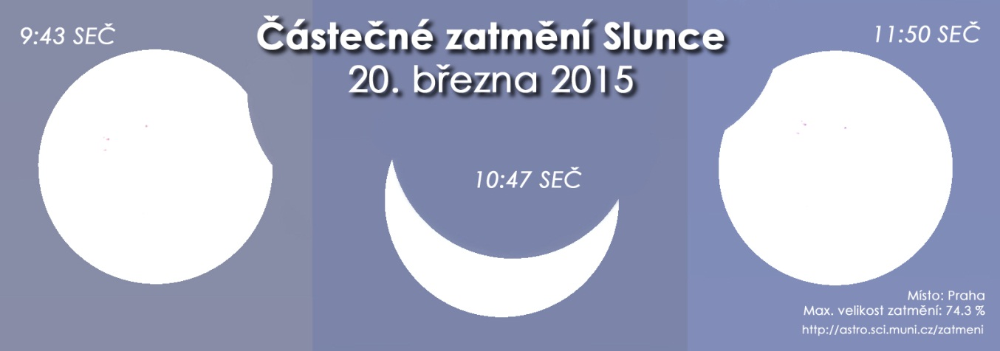 Částečné zatmění Slunce
20. března 2015
9:43 SEČ
10:47 SEČ
11:50 SEČ
Místo: Praha
Max. velikost zatmění: 74.3 %
http://astro.sci.muni.cz/zatmeni